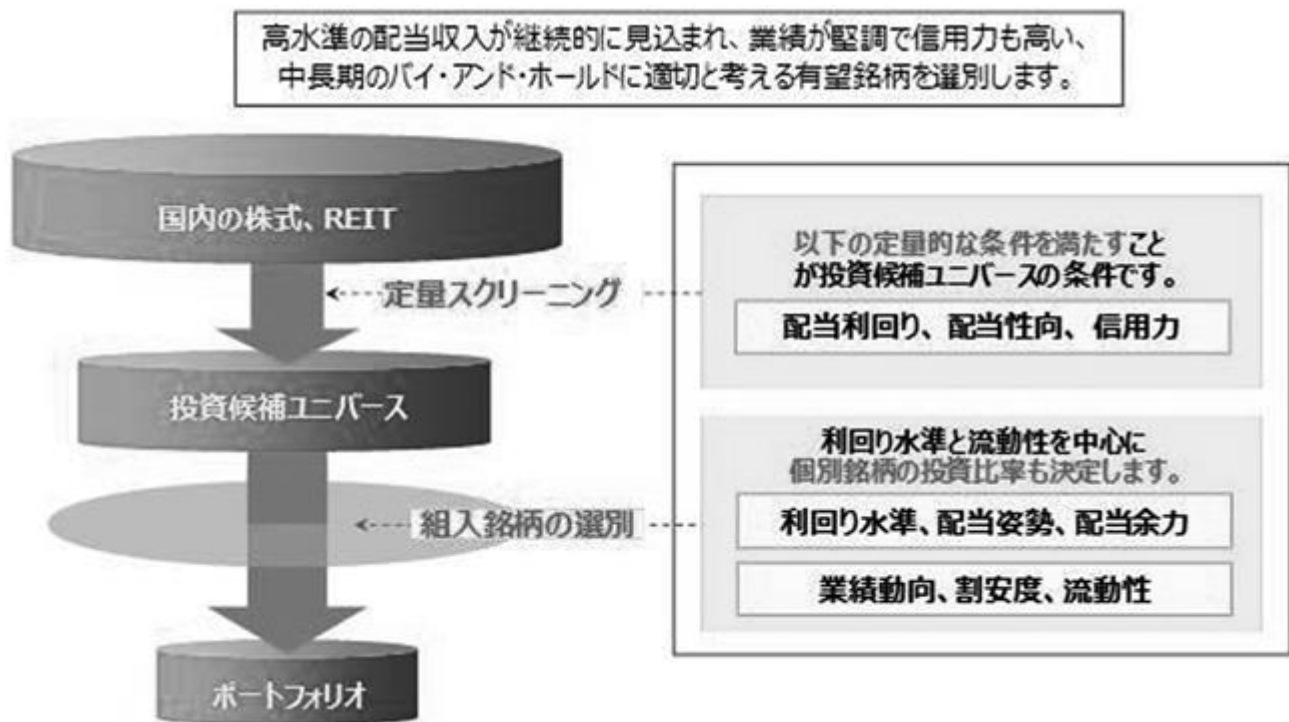 高水準の配当収入が継続的に見込まれ、業績が堅調で信用力も高い、
中長期のバイ・アンド・ホールドに適切と考える有望銘柄を選別します。
国内の株式、REIT
定量スクリーニング
以下の定量的な条件を満たすこと
が投資候補ユニバースの条件です。
配当利回り、配当性向、信用力
投資候補ユニバース
組入銘柄の選別
利回り水準と流動性を中心に
個別銘柄の投資比率も決定します。
利回り水準、配当姿勢、配当余力
業績動向、割安度、流動性
ポートフォリオ